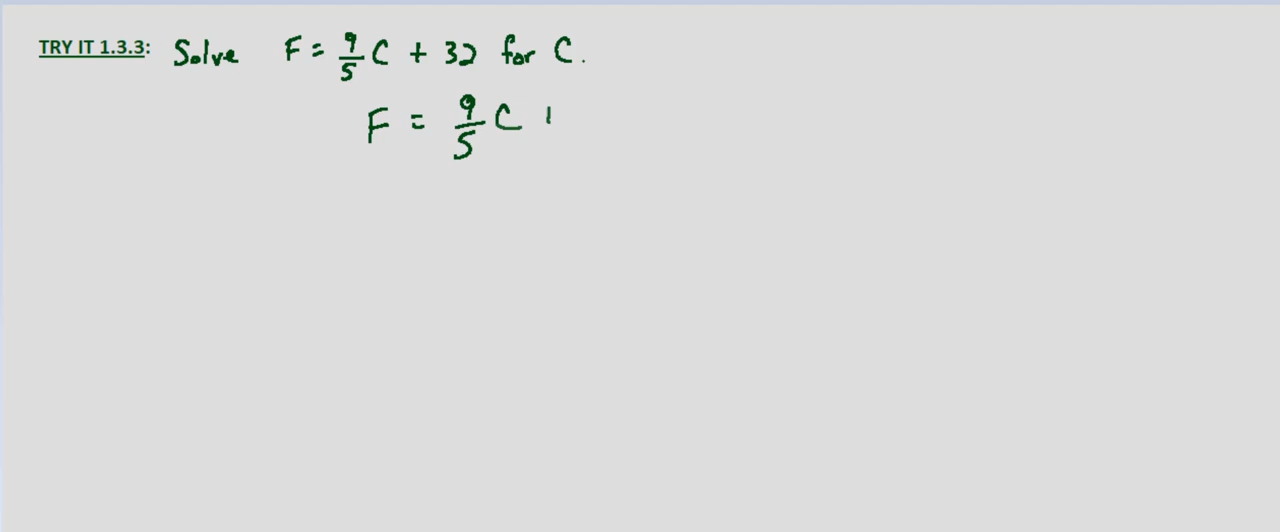 TRY IT 1.3.3: Solve F = 9/5 C + 32 for C.
F = 9/5 C